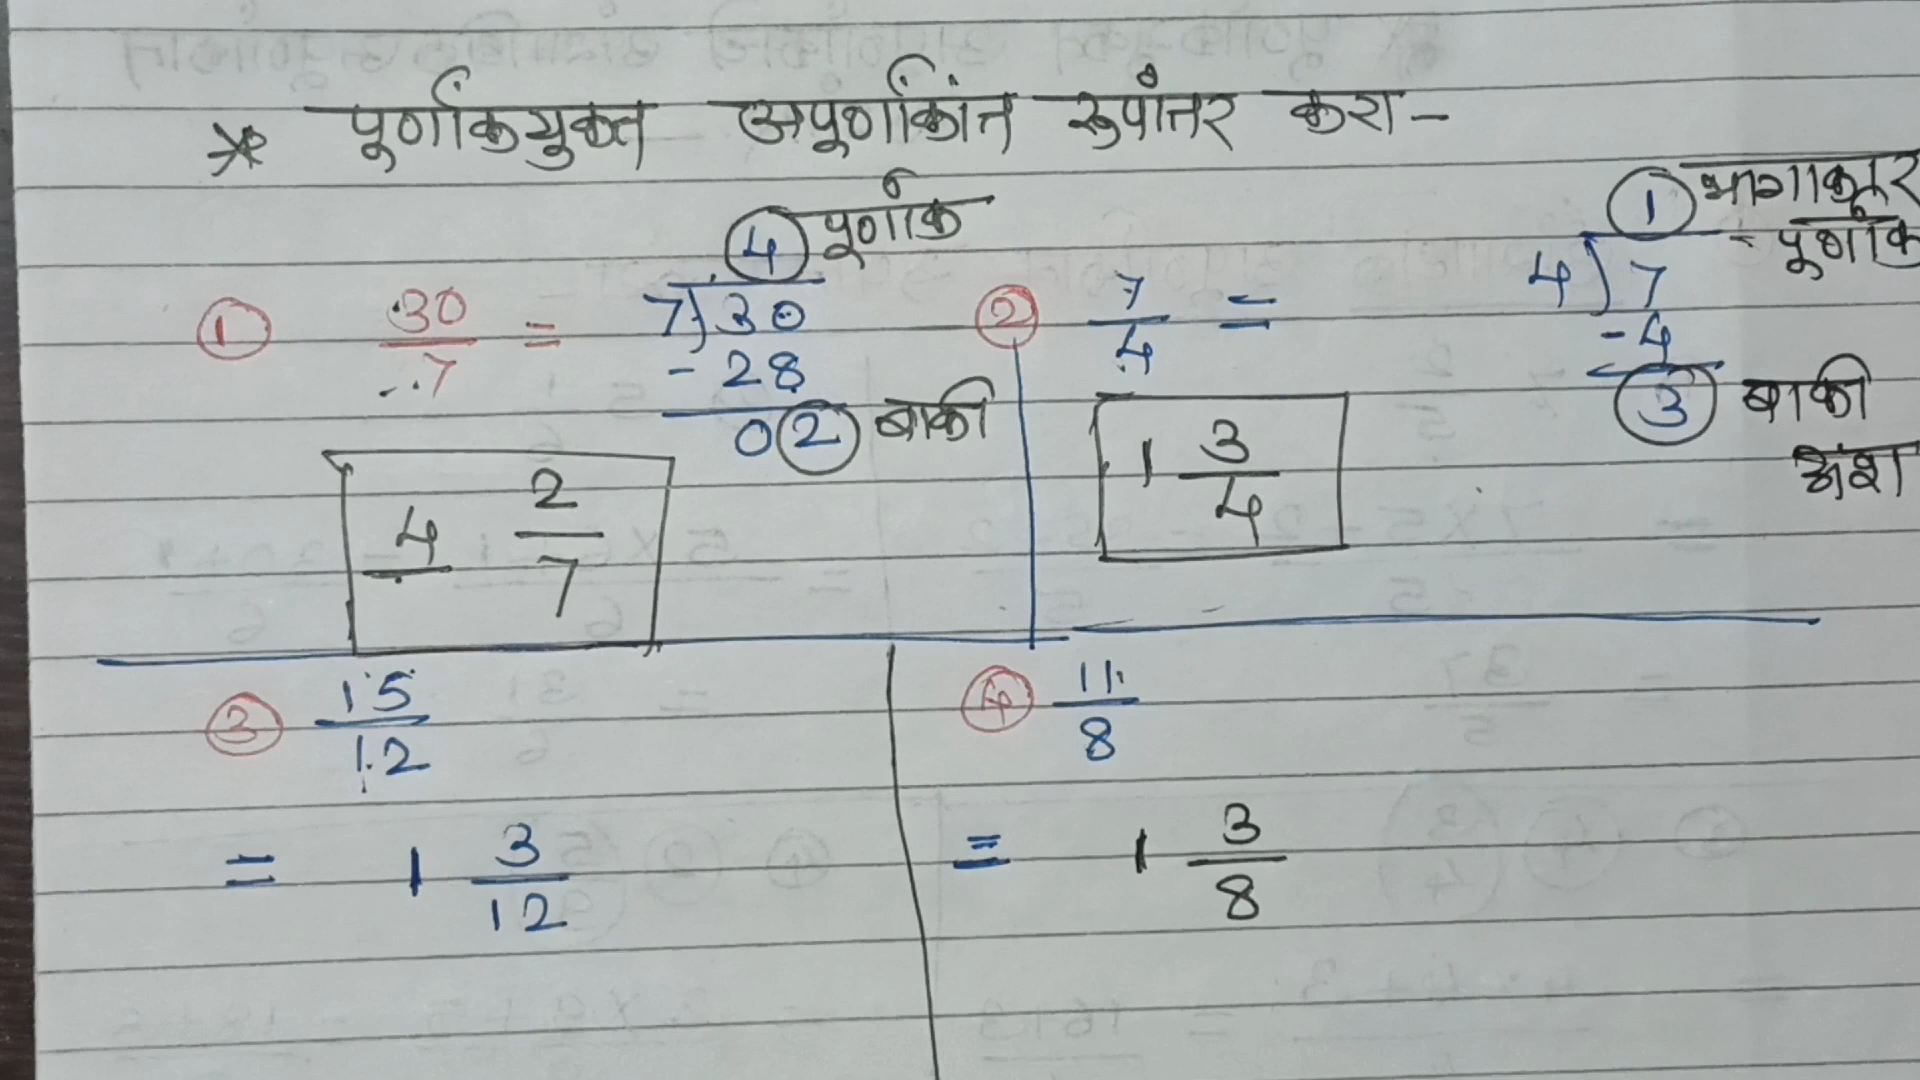 * पूर्णांकयुक्त अपूर्णांकांत रुपांतर करा -
① 30/7 =
④ पूर्णांक
7)30
- 28
0② बाकी
4 2/7
② 7/4 =
① भागाकार
- पूर्णांक
4)7
- 4
③ बाकी
अंश
1 3/4
③ 15/12
= 1 3/12
④ 11/8
= 1 3/8